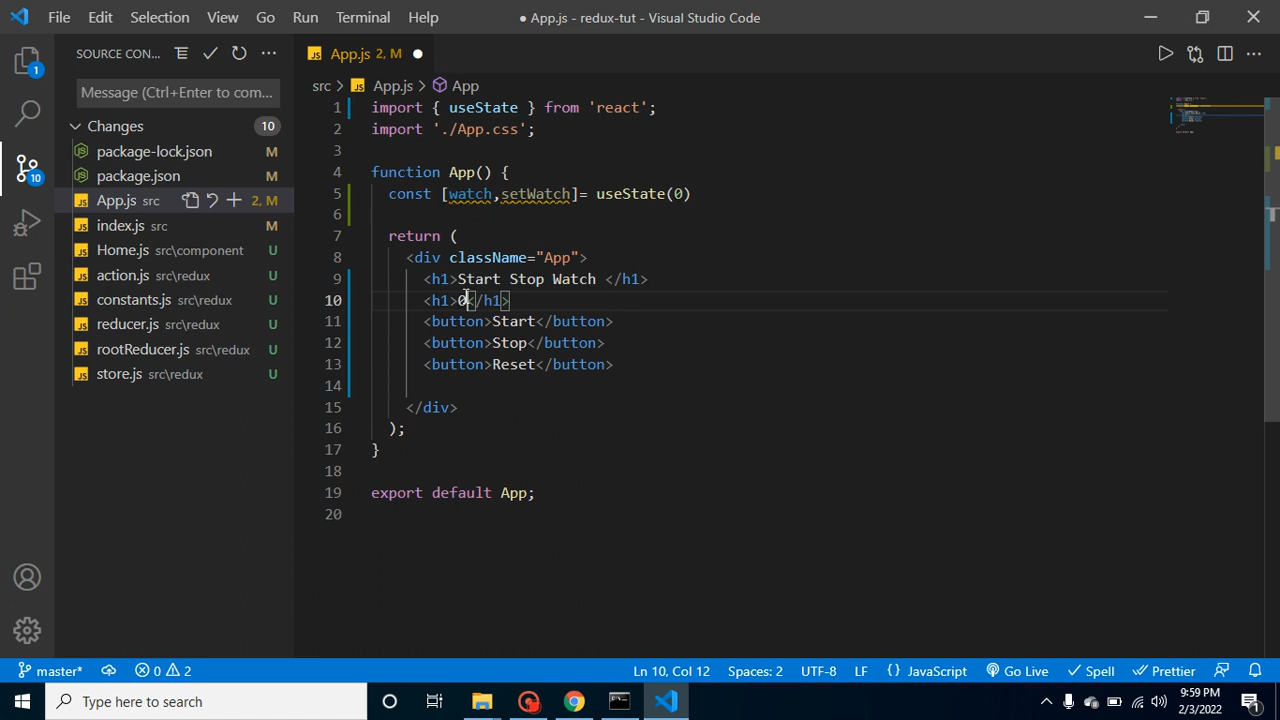 File Edit Selection View Go Run Terminal Help ● App.js - redux-tut - Visual Studio Code
SOURCE CON...
App.js 2, M
src > App.js > App
1
Message (Ctrl+Enter to com...
Changes 10
package-lock.json M
package.json M
App.js src 2, M
index.js src M
Home.js src\component U
action.js src\redux U
constants.js src\redux U
reducer.js src\redux U
rootReducer.js src\redux U
store.js src\redux U
10
1 import { useState } from 'react';
2 import './App.css';
3
4 function App() {
5 const [watch,setWatch]= useState(0)
6
7 return (
8 <div className="App">
9 <h1>Start Stop Watch </h1>
10 <h1>0</h1>
11 <button>Start</button>
12 <button>Stop</button>
13 <button>Reset</button>
14
15 </div>
16 );
17 }
18
19 export default App;
20
master* 0 2 Ln 10, Col 12 Spaces: 2 UTF-8 LF {} JavaScript Go Live Spell Prettier
Type here to search
9:59 PM
2/3/2022
1